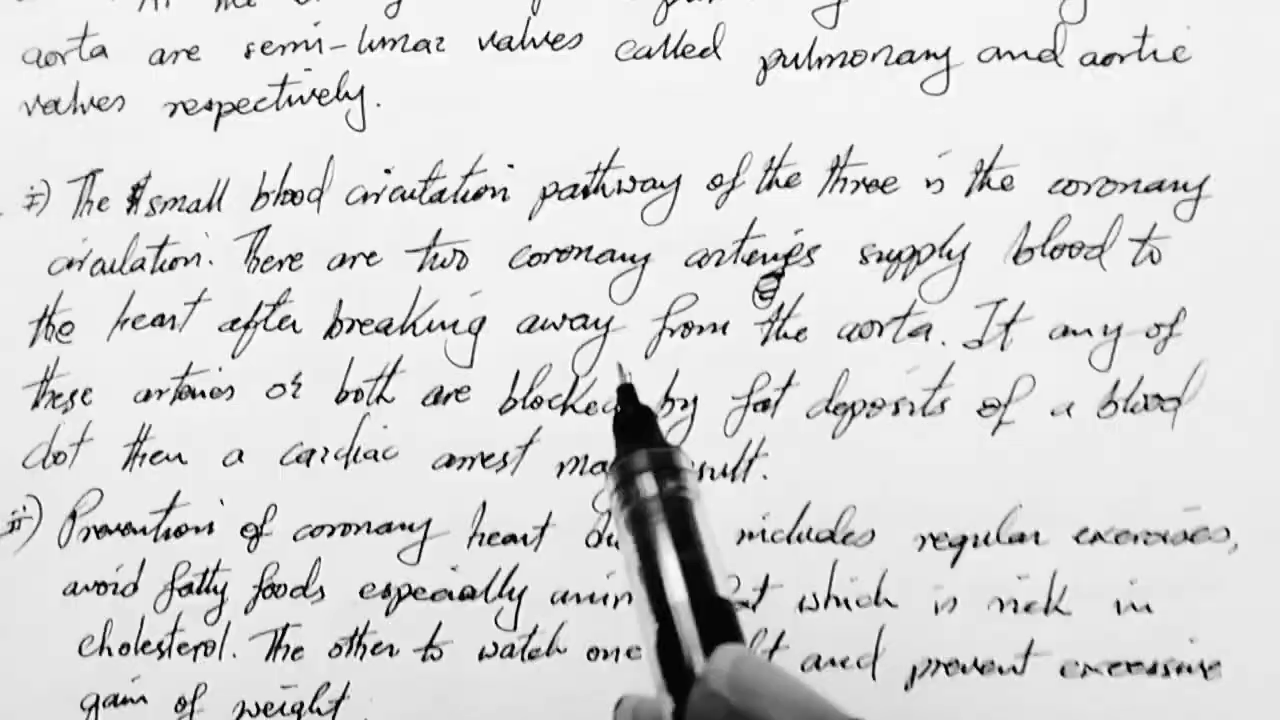 aorta are semi-lunar valves called pulmonary and aortic
valves respectively.
i) The small blood circulation pathway of the three is the coronary
circulation. There are two coronary arteries supply blood to
the heart after breaking away from the aorta. If any of
these arteries or both are blocked by fat deposits of a blood
clot then a cardiac arrest may result.
ii) Prevention of coronary heart includes regular exercises,
avoid fatty foods especially which is rich in
cholesterol. The other to watch one and prevent excessive
gain of weight